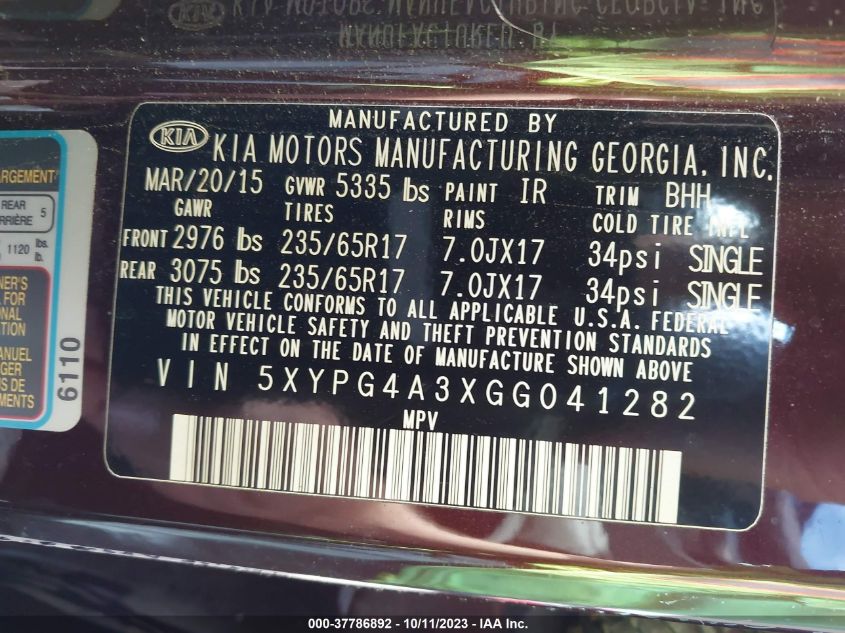 MANUFACTURED BY
KIA KIA MOTORS MANUFACTURING GEORGIA, INC.
MAR/20/15 GVWR 5335 lbs PAINT IR TRIM BHH
GAWR TIRES RIMS COLD TIRE INFL
FRONT 2976 lbs 235/65R17 7.0JX17 34psi SINGLE
REAR 3075 lbs 235/65R17 7.0JX17 34psi SINGLE
THIS VEHICLE CONFORMS TO ALL APPLICABLE U.S.A. FEDERAL
MOTOR VEHICLE SAFETY AND THEFT PREVENTION STANDARDS
IN EFFECT ON THE DATE OF MANUFACTURE SHOWN ABOVE
VIN 5XYPG4A3XGG041282
MPV
REAR 5
1120 lbs.
6110
000-37786892 - 10/11/2023 - IAA Inc.